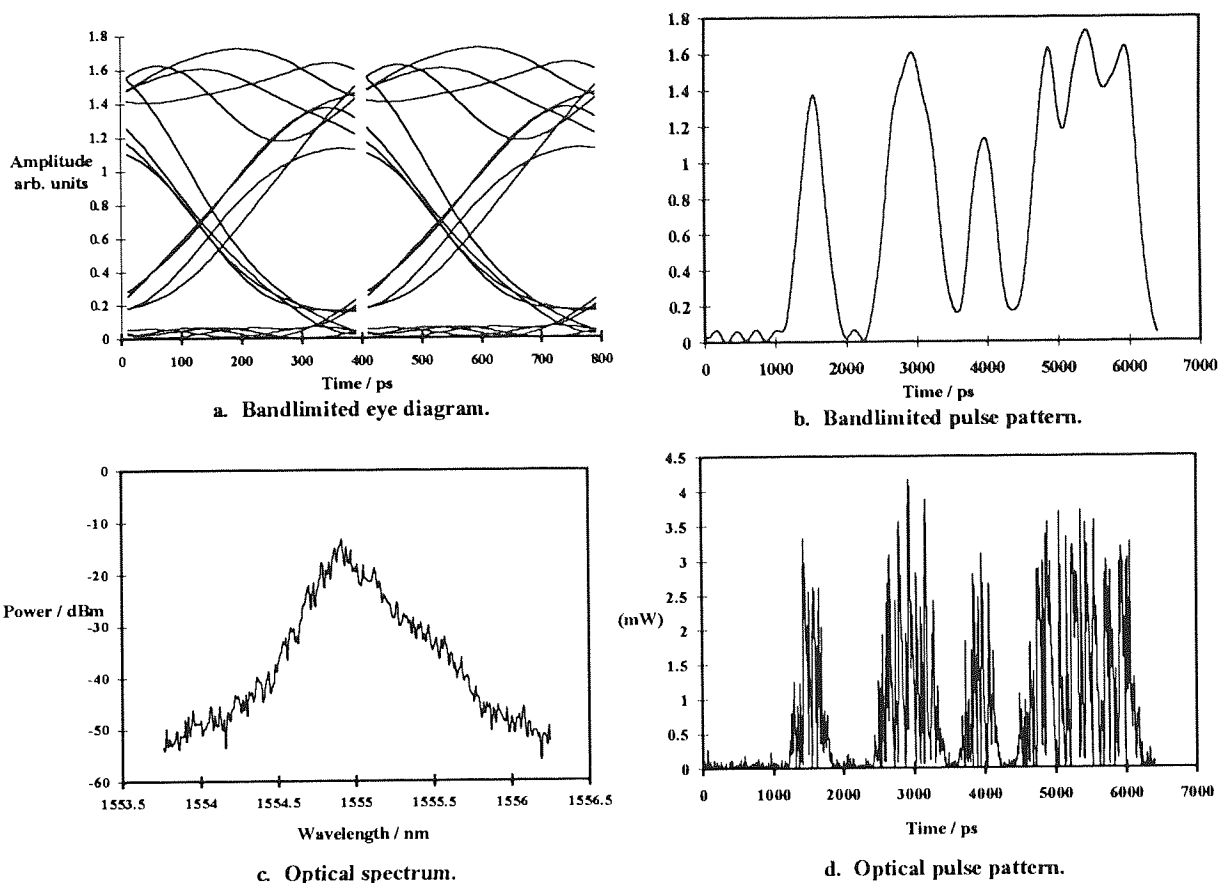 1.8
1.6
1.4
1.2
1
0.8
0.6
0.4
0.2
0
Amplitude
arb. units
0 100 200 300 400 500 600 700 800
Time / ps
a. Bandlimited eye diagram.
1.8
1.6
1.4
1.2
1
0.8
0.6
0.4
0.2
0
0 1000 2000 3000 4000 5000 6000 7000
Time / ps
b. Bandlimited pulse pattern.
0
-10
-20
-30
-40
-50
-60
Power / dBm
1553.5 1554 1554.5 1555 1555.5 1556 1556.5
Wavelength / nm
c. Optical spectrum.
4.5
4
3.5
3
2.5
2
1.5
1
0.5
0
(mW)
0 1000 2000 3000 4000 5000 6000 7000
Time / ps
d. Optical pulse pattern.